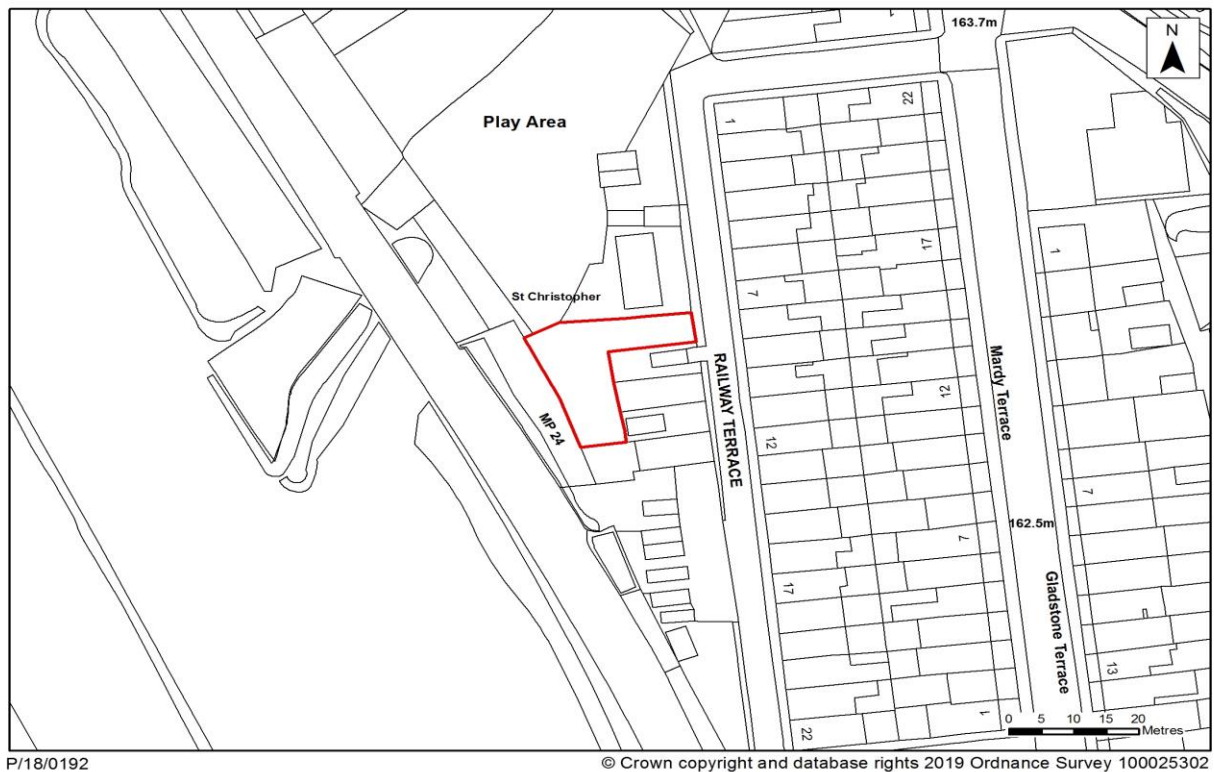 163.7m
N
Play Area
1
22
1
17
7
St Christopher
RAILWAY TERRACE
Mardy Terrace
12
MP 24
12
7
162.5m
7
17
Gladstone Terrace
13
22
1
0 5 10 15 20
Metres
P/18/0192
© Crown copyright and database rights 2019 Ordnance Survey 100025302